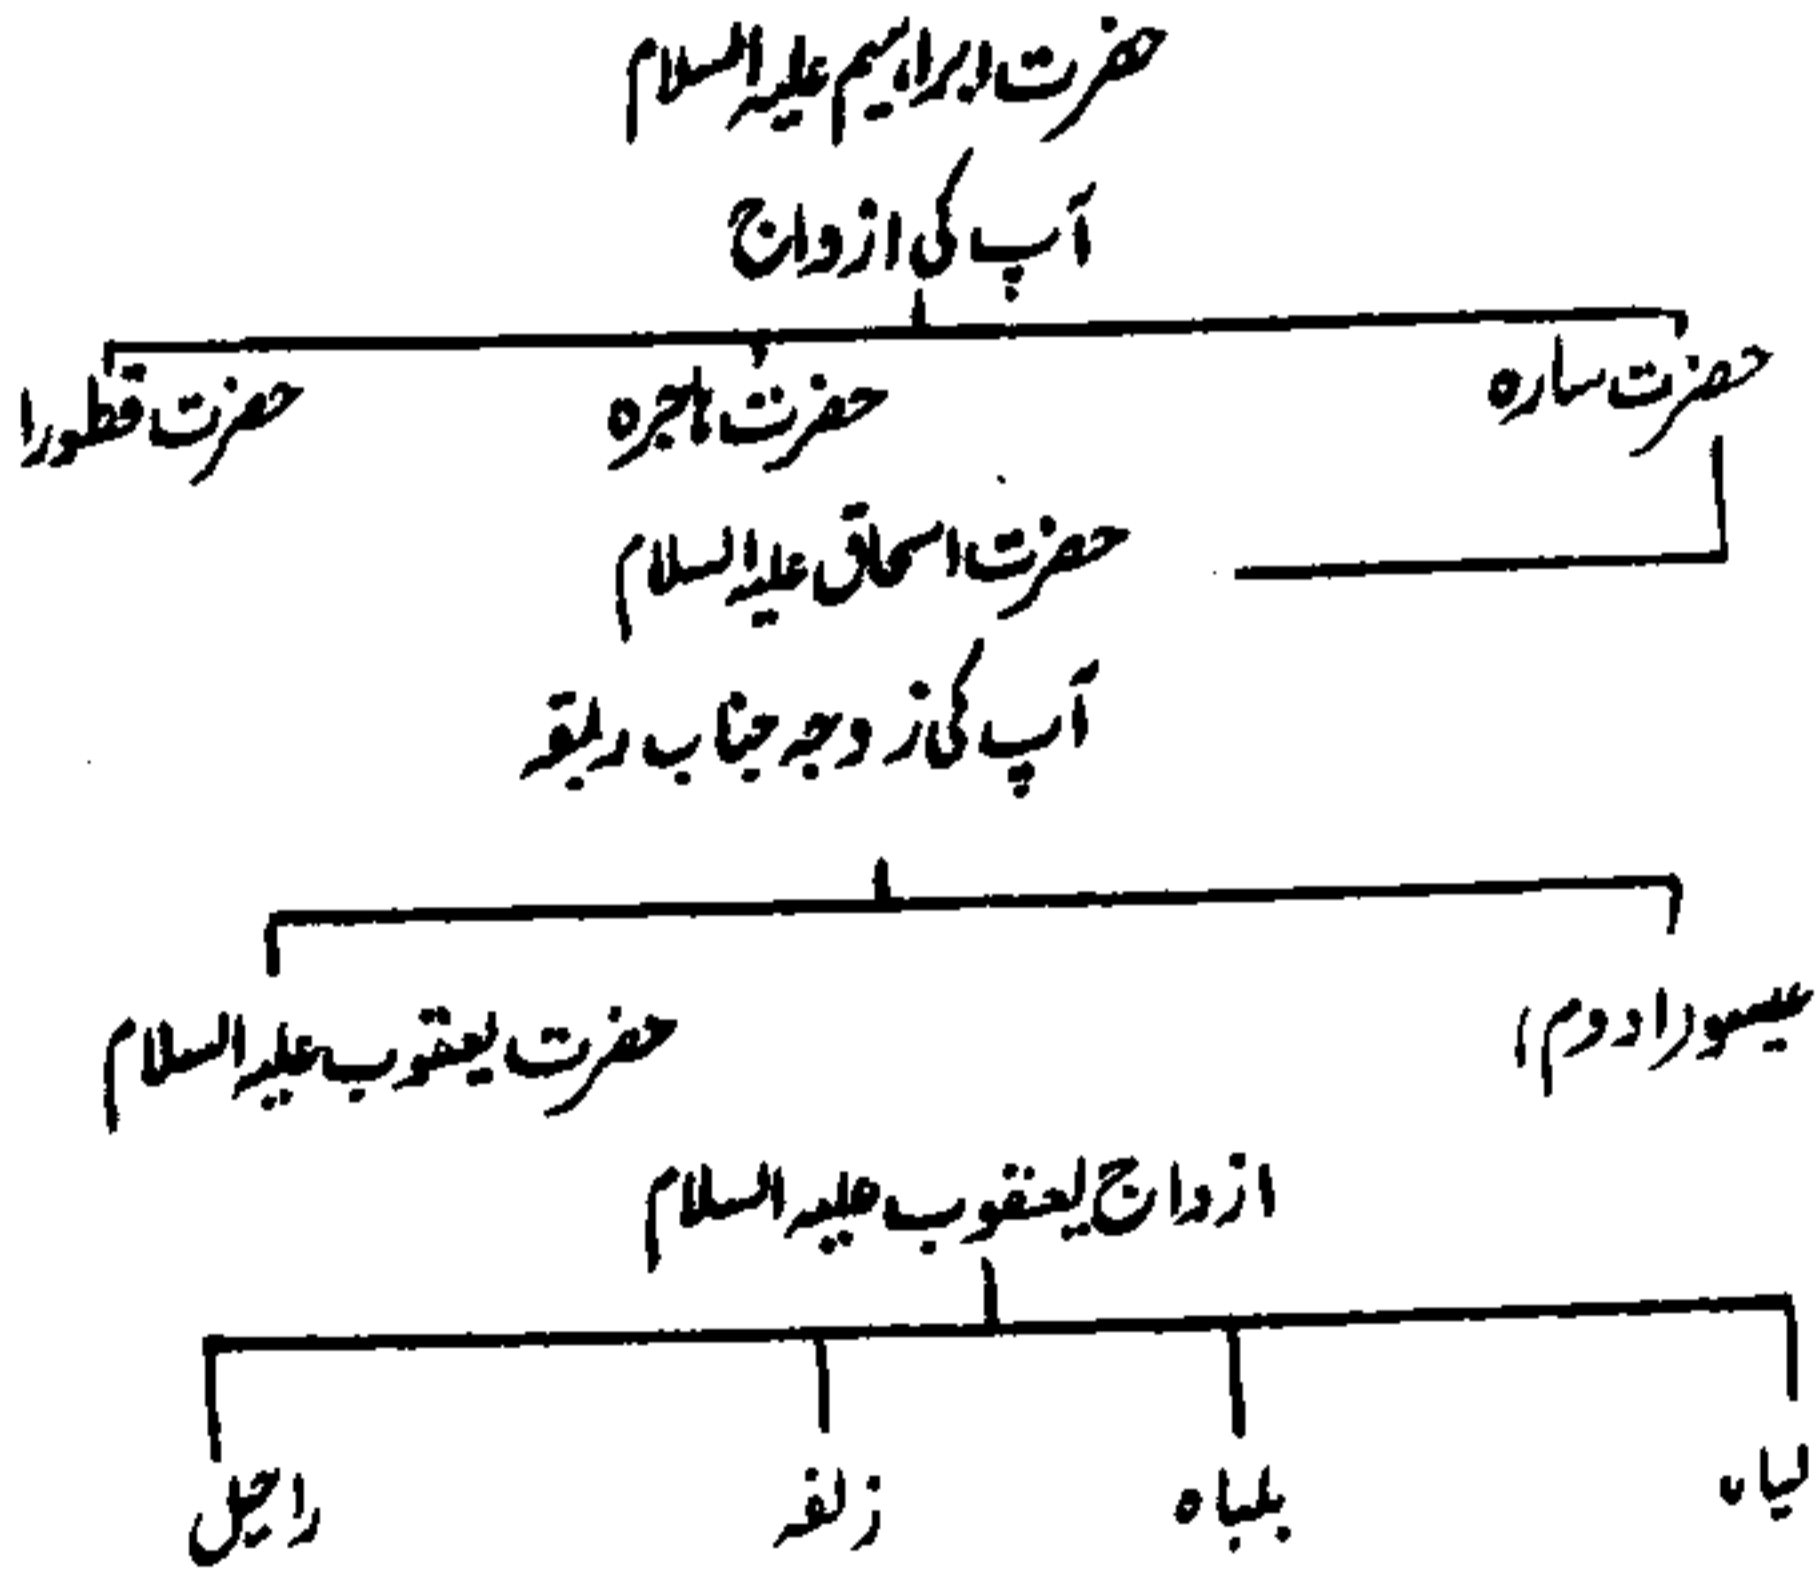 حضرت ابراہیم علیہ السلام
آپ کی ازواج
حضرت سارہ حضرت ہاجرہ حضرت قطورا
حضرت اسحاق علیہ السلام
آپ کی زوجہ جناب ربقہ
عیسو (ادوم) حضرت یعقوب علیہ السلام
ازواج یعقوب علیہ السلام
لیاہ بلباہ زلفہ راحیل